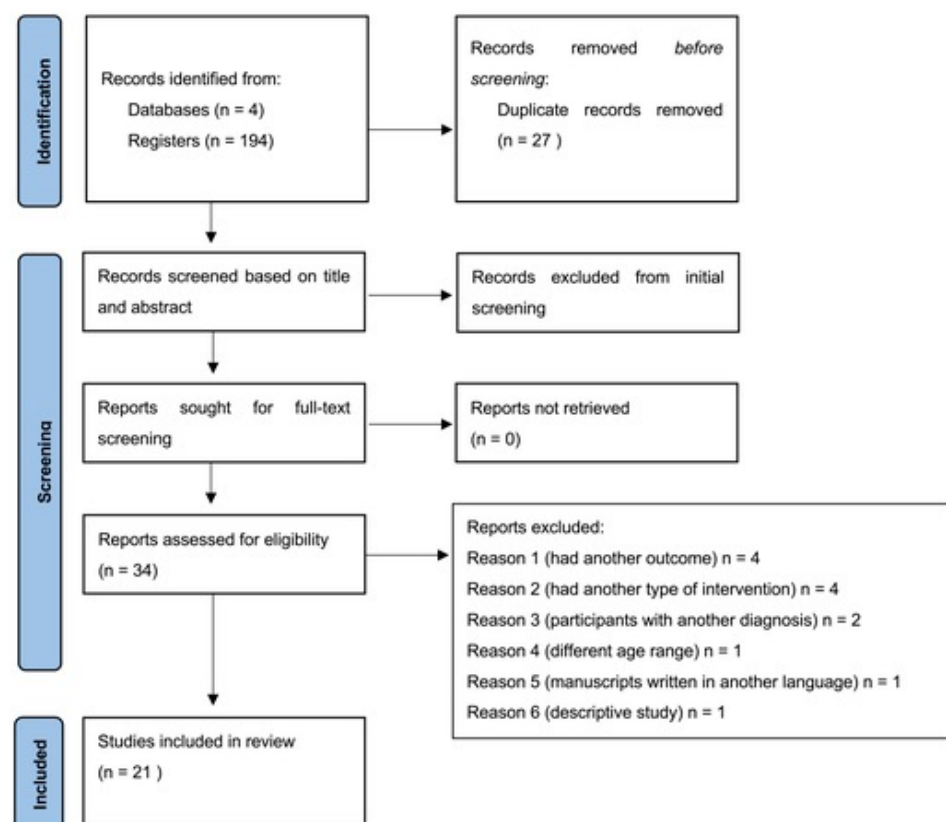 Identification
Records identified from:
Databases (n = 4)
Registers (n = 194)
Records removed before
screening:
Duplicate records removed
(n = 27 )
Screening
Records screened based on title
and abstract
Records excluded from initial
screening
Reports sought for full-text
screening
Reports not retrieved
(n = 0)
Reports assessed for eligibility
(n = 34)
Reports excluded:
Reason 1 (had another outcome) n = 4
Reason 2 (had another type of intervention) n = 4
Reason 3 (participants with another diagnosis) n = 2
Reason 4 (different age range) n = 1
Reason 5 (manuscripts written in another language) n = 1
Reason 6 (descriptive study) n = 1
Included
Studies included in review
(n = 21 )